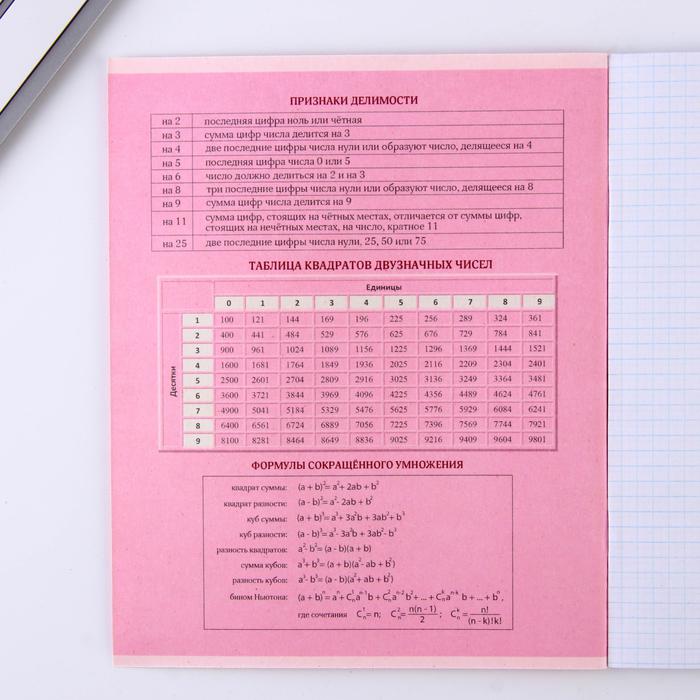 ПРИЗНАКИ ДЕЛИМОСТИ
на 2 последняя цифра ноль или чётная
на 3 сумма цифр числа делится на 3
на 4 две последние цифры числа нули или образуют число, делящееся на 4
на 5 последняя цифра числа 0 или 5
на 6 число должно делиться на 2 и на 3
на 8 три последние цифры числа нули или образуют число, делящееся на 8
на 9 сумма цифр числа делится на 9
на 11 сумма цифр, стоящих на чётных местах, отличается от суммы цифр,
стоящих на нечётных местах, на число, кратное 11
на 25 две последние цифры числа нули, 25, 50 или 75
ТАБЛИЦА КВАДРАТОВ ДВУЗНАЧНЫХ ЧИСЕЛ
Единицы
0 1 2 3 4 5 6 7 8 9
Десятки
1 100 121 144 169 196 225 256 289 324 361
2 400 441 484 529 576 625 676 729 784 841
3 900 961 1024 1089 1156 1225 1296 1369 1444 1521
4 1600 1681 1764 1849 1936 2025 2116 2209 2304 2401
5 2500 2601 2704 2809 2916 3025 3136 3249 3364 3481
6 3600 3721 3844 3969 4096 4225 4356 4489 4624 4761
7 4900 5041 5184 5329 5476 5625 5776 5929 6084 6241
8 6400 6561 6724 6889 7056 7225 7396 7569 7744 7921
9 8100 8281 8464 8649 8836 9025 9216 9409 9604 9801
ФОРМУЛЫ СОКРАЩЁННОГО УМНОЖЕНИЯ
квадрат суммы: (a + b)²= a²+ 2ab + b²
квадрат разности: (a - b)²= a²- 2ab + b²
куб суммы: (a + b)³= a³+ 3a²b + 3ab²+ b³
куб разности: (a - b)³= a³- 3a²b + 3ab²- b³
разность квадратов: a²- b²= (a - b)(a + b)
сумма кубов: a³+ b³= (a + b)(a²- ab + b²)
разность кубов: a³- b³= (a - b)(a²+ ab + b²)
бином Ньютона: (a + b)ⁿ= aⁿ+ Cₙ¹aⁿ⁻¹b + Cₙ²aⁿ⁻²b²+ ... + Cₙᵏaⁿ⁻ᵏ b + ... + bⁿ,
где сочетания Cₙ¹= n; Cₙ²= n(n - 1)/2 ; Cₙᵏ = n!/(n - k)!k!